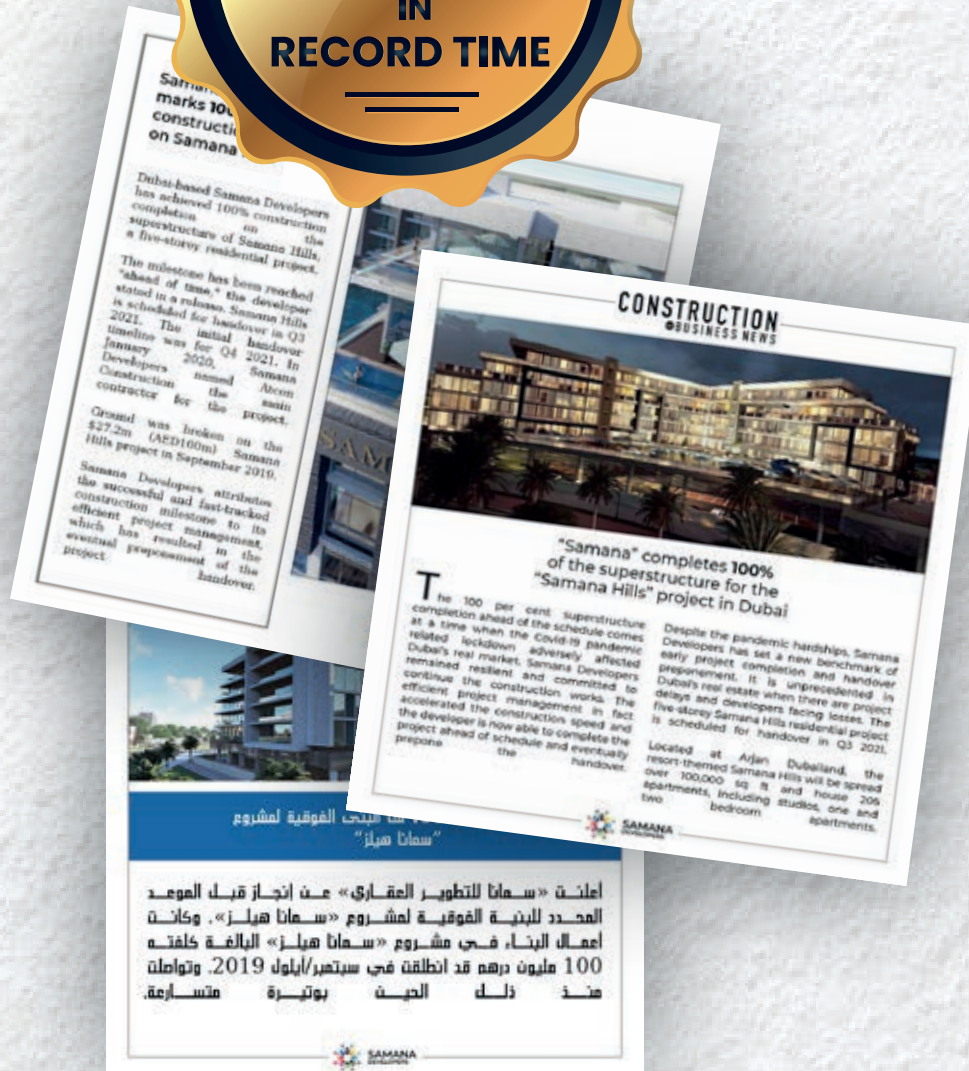 IN
RECORD TIME
marks
on Samana
Dubai-based Samana Developers
has achieved 100% construction
completion on the
superstructure of Samana Hills,
a five-storey residential project.
The milestone has been reached
"ahead of time," the developer
stated in a release. Samana Hills
is scheduled for handover in Q3
2021. The initial handover
timeline was for Q4 2021. In
January 2020, Samana
Developers named
Construction the main
contractor for the project.
Ground was broken on the
$27.2m (AED100m) Samana
Hills project in September 2019.
Samana Developers attributes
the successful and fast-tracked
construction milestone to its
efficient project management,
which has resulted in the
eventual preponement of the
handover.
project.
SAM
CONSTRUCTION
BUSINESS NEWS
"Samana" completes 100%
of the superstructure for the
"Samana Hills" project in Dubai
The 100 per cent superstructure
completion ahead of the schedule comes
at a time when the Covid-19 pandemic
related lockdown adversely affected
Dubai's real market. Samana Developers
remained resilient and committed to
continue the construction works. The
efficient project management in fact
accelerated the construction speed and
the developer is now able to complete the
project ahead of schedule and eventually
prepone the handover.
Despite the pandemic hardships, Samana
Developers has set a new benchmark of
early project completion and handover
preponement. It is unprecedented in
Dubai's real estate when there are project
delays and developers facing losses. The
five-storey Samana Hills residential project
is scheduled for handover in Q3 2021.
Located at Arjan Dubailand, the
resort-themed Samana Hills will be spread
over 100,000 sq ft and house 206
apartments, including studios, one and
two bedroom apartments.
SAMANA
DEVELOPERS
الفوقية لمشروع
"سمانا هيلز"
أعلنت «سمانا للتطوير العقاري» عن إنجاز قبل الموعد
المحدد للبنية الفوقية لمشروع «سمانا هيلز». وكانت
أعمال البناء في مشروع «سمانا هيلز» البالغة كلفته
100 مليون درهم قد انطلقت في سبتمبر/أيلول 2019. وتواصلت
منذ ذلك الحين بوتيرة متسارعة.
SAMANA
DEVELOPERS